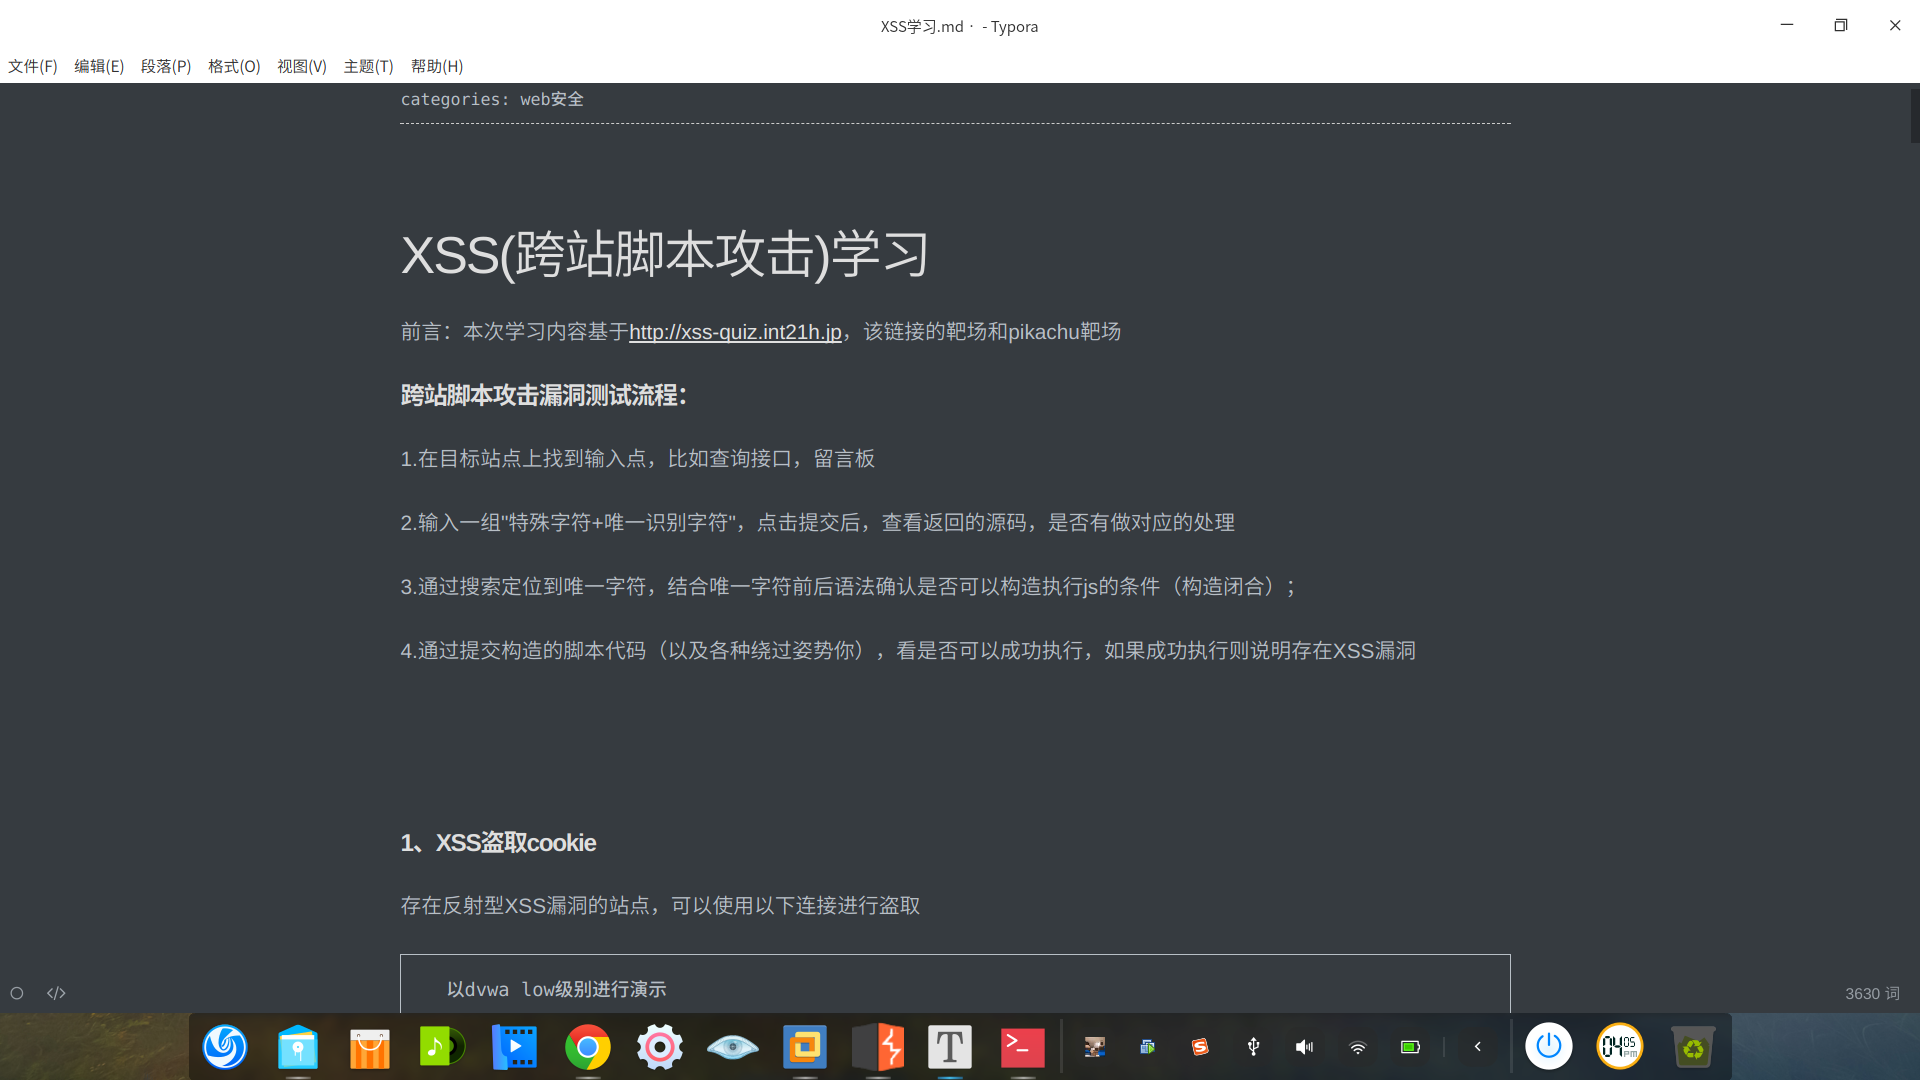 XSS学习.md · - Typora
文件(F) 编辑(E) 段落(P) 格式(O) 视图(V) 主题(T) 帮助(H)
categories: web安全
XSS(跨站脚本攻击)学习
前言：本次学习内容基于http://xss-quiz.int21h.jp，该链接的靶场和pikachu靶场
跨站脚本攻击漏洞测试流程：
1.在目标站点上找到输入点，比如查询接口，留言板
2.输入一组"特殊字符+唯一识别字符"，点击提交后，查看返回的源码，是否有做对应的处理
3.通过搜索定位到唯一字符，结合唯一字符前后语法确认是否可以构造执行js的条件（构造闭合）；
4.通过提交构造的脚本代码（以及各种绕过姿势你），看是否可以成功执行，如果成功执行则说明存在XSS漏洞
1、XSS盗取cookie
存在反射型XSS漏洞的站点，可以使用以下连接进行盗取
以dvwa low级别进行演示
3630 词
04 05 PM